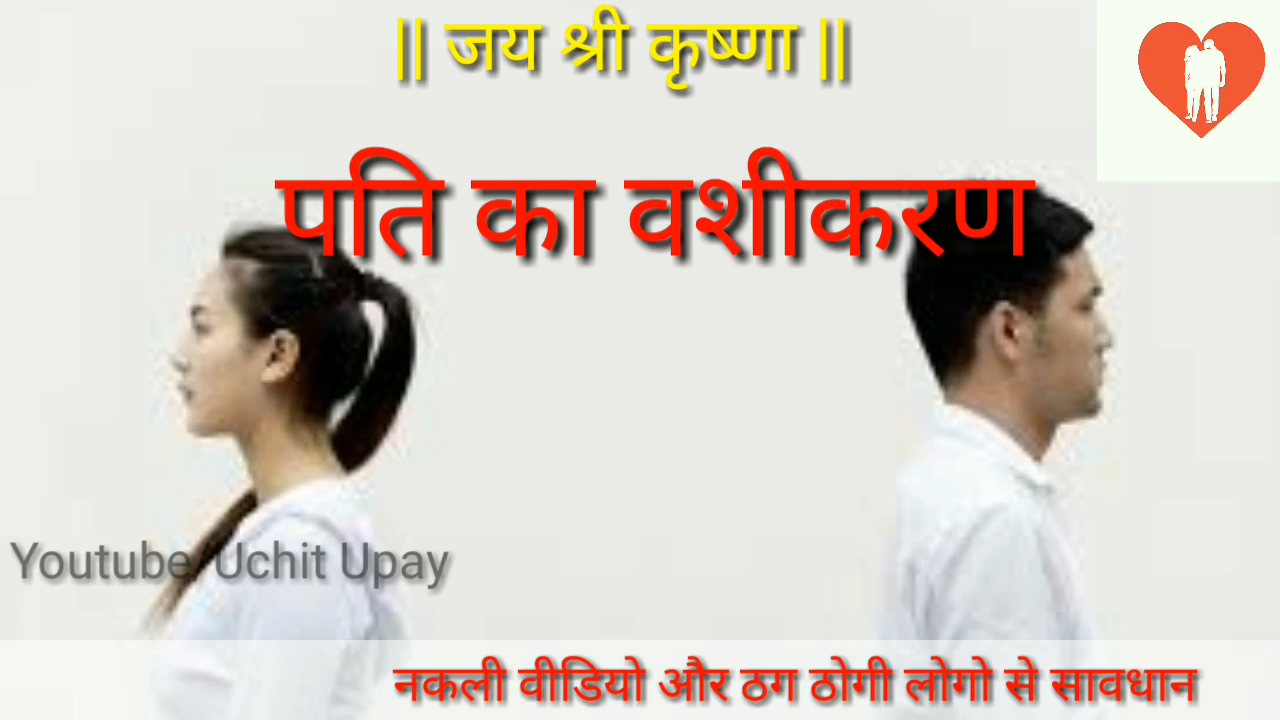 || जय श्री कृष्णा ||
पति का वशीकरण
Youtube/Uchit Upay
नकली वीडियो और ठग ठोगी लोगो से सावधान